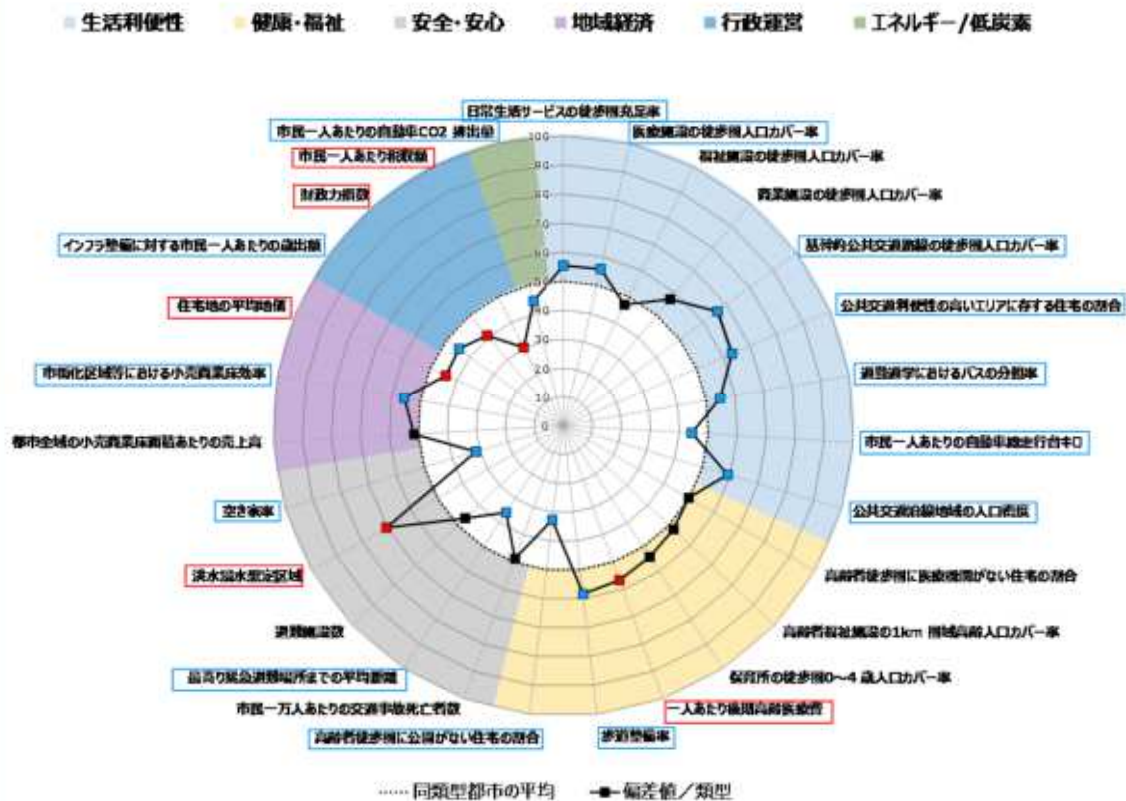 生活利便性 健康・福祉 安全・安心 地域経済 行政運営 エネルギー/低炭素
日常生活サービスの徒歩圏充足率
医療施設の徒歩圏人口カバー率
福祉施設の徒歩圏人口カバー率
商業施設の徒歩圏人口カバー率
基幹的公共交通路線の徒歩圏人口カバー率
公共交通利便性の高いエリアに存する住宅の割合
通勤通学におけるバスの分担率
市民一人あたりの自動車総走行台キロ
公共交通沿線地域の人口密度
高齢者徒歩圏に医療機関がない住宅の割合
高齢者福祉施設の1km 圏域高齢人口カバー率
保育所の徒歩圏0～4 歳人口カバー率
一人あたり後期高齢医療費
歩道整備率
高齢者徒歩圏に公園がない住宅の割合
市民一万人あたりの交通事故死亡者数
最寄り緊急避難場所までの平均距離
避難施設数
洪水浸水想定区域
空き家率
都市全域の小売商業床面積あたりの売上高
市街化区域等における小売商業床効率
住宅地の平均地価
インフラ整備に対する市民一人あたりの歳出額
財政力指数
市民一人あたり税収額
市民一人あたりの自動車CO2 排出量
100
90
80
70
60
50
40
30
20
10
0
同類型都市の平均 偏差値／類型